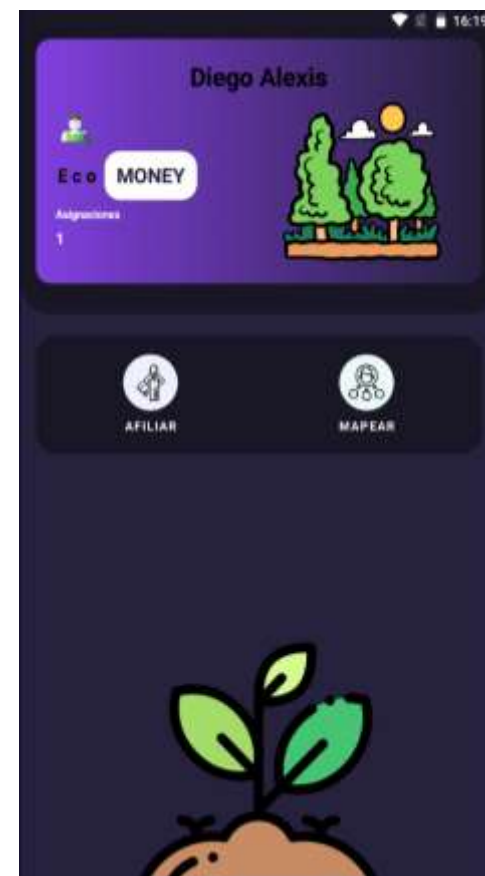 16:19
Diego Alexis
Eco MONEY
Asignaciones
1
AFILIAR MAPEAR